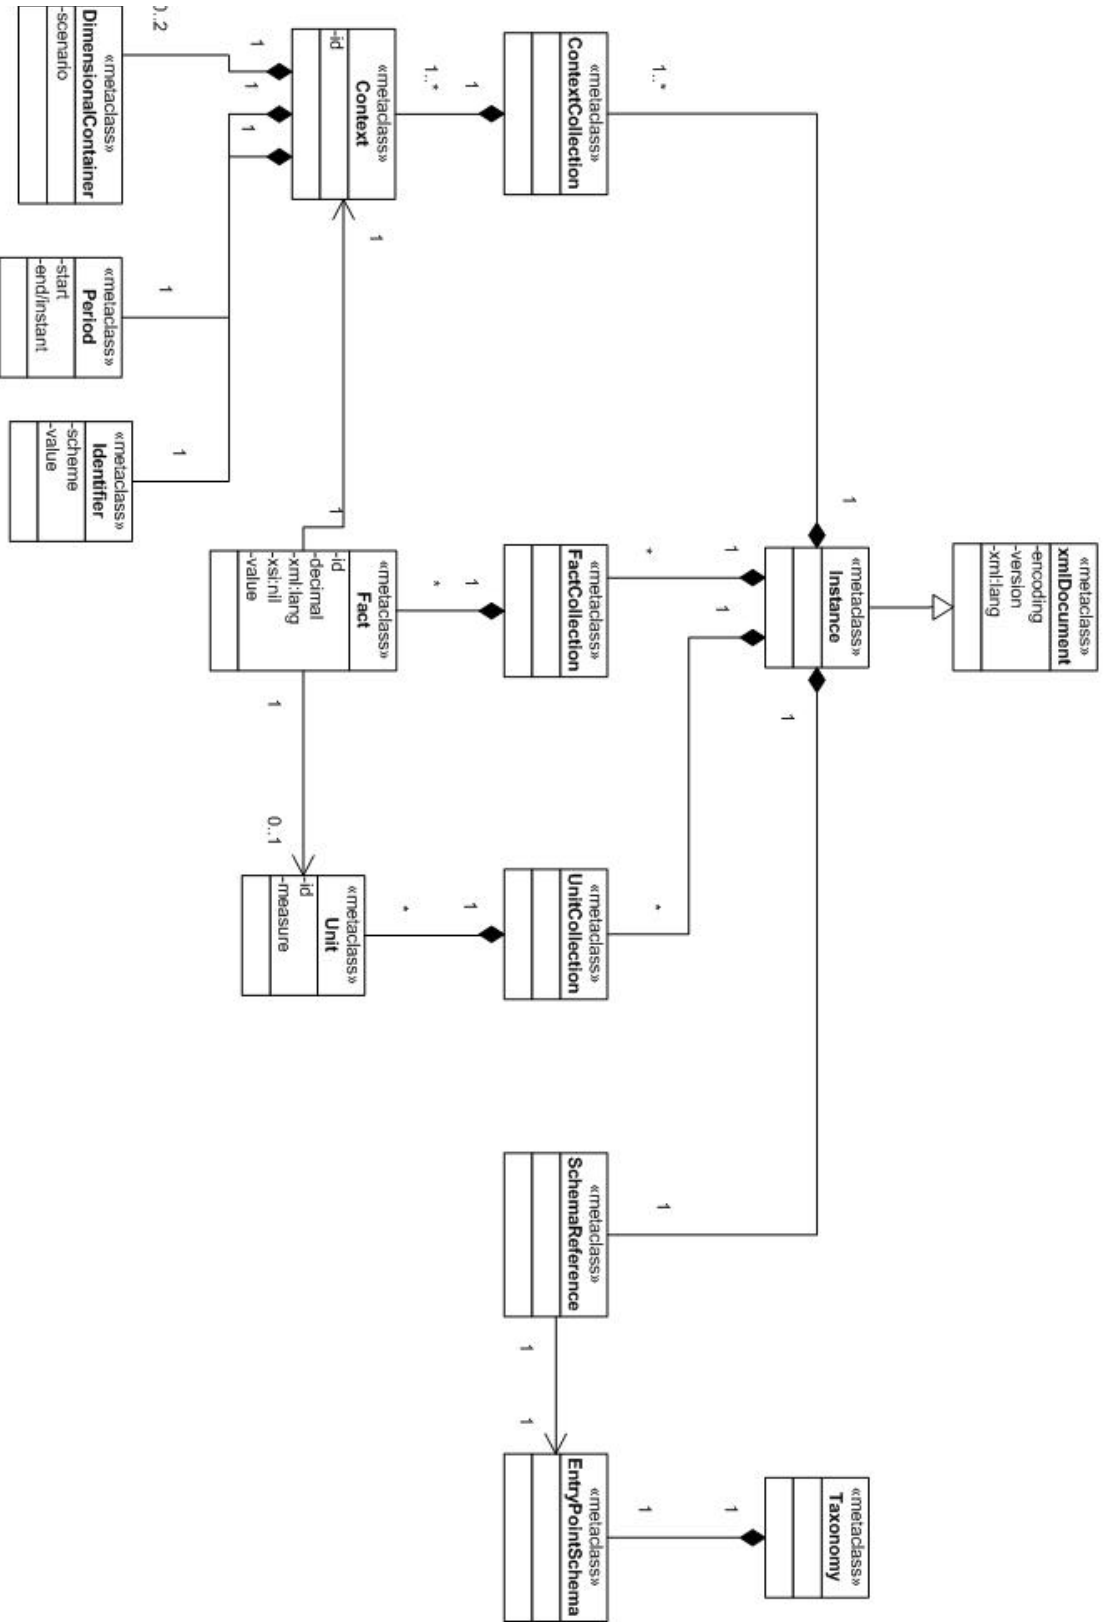 «metaclass»
xmlDocument
-encoding
-version
-xml:lang
«metaclass»
Instance
«metaclass»
Taxonomy
1
1
1
1
1
1..*
*
*
1
1
«metaclass»
ContextCollection
«metaclass»
FactCollection
«metaclass»
UnitCollection
«metaclass»
SchemaReference
«metaclass»
EntryPointSchema
1
1
1
1
1
1..*
*
*
«metaclass»
Context
-id
«metaclass»
Fact
-id
-decimal
-xml:lang
-xsi:nil
-value
«metaclass»
Unit
-id
-measure
1
1
1
0..1
1
1
1
1
1
0..2
«metaclass»
DimensionalContainer
-scenario
«metaclass»
Period
-start
-end/instant
«metaclass»
Identifier
-scheme
-value